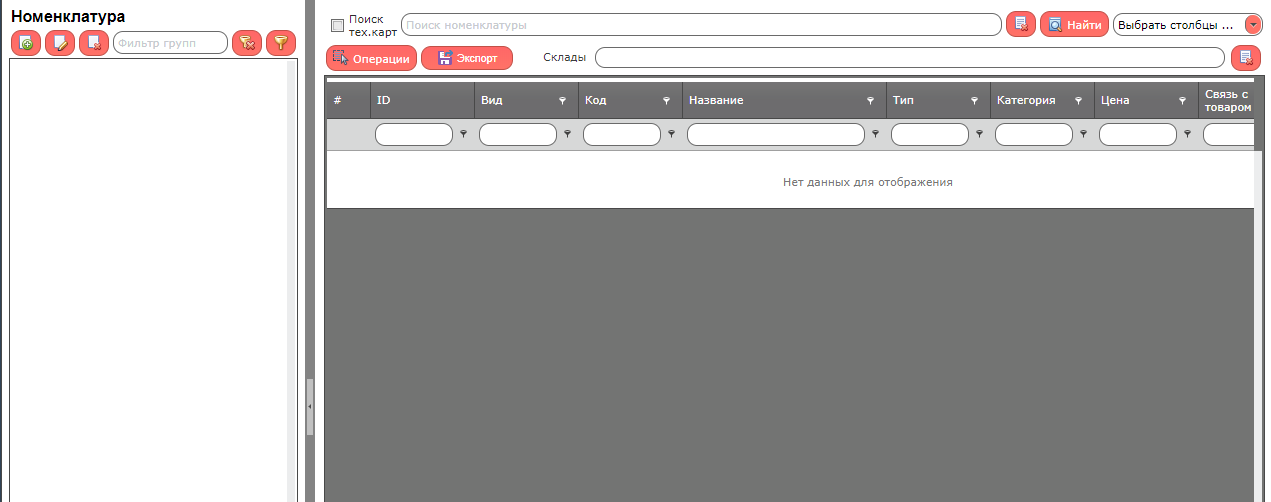 Номенклатура
Фильтр групп
Поиск
тех.карт
Поиск номенклатуры
Найти
Выбрать столбцы ...
Операции
Экспорт
Склады
#
ID
Вид
Код
Название
Тип
Категория
Цена
Связь с
товаром
Нет данных для отображения